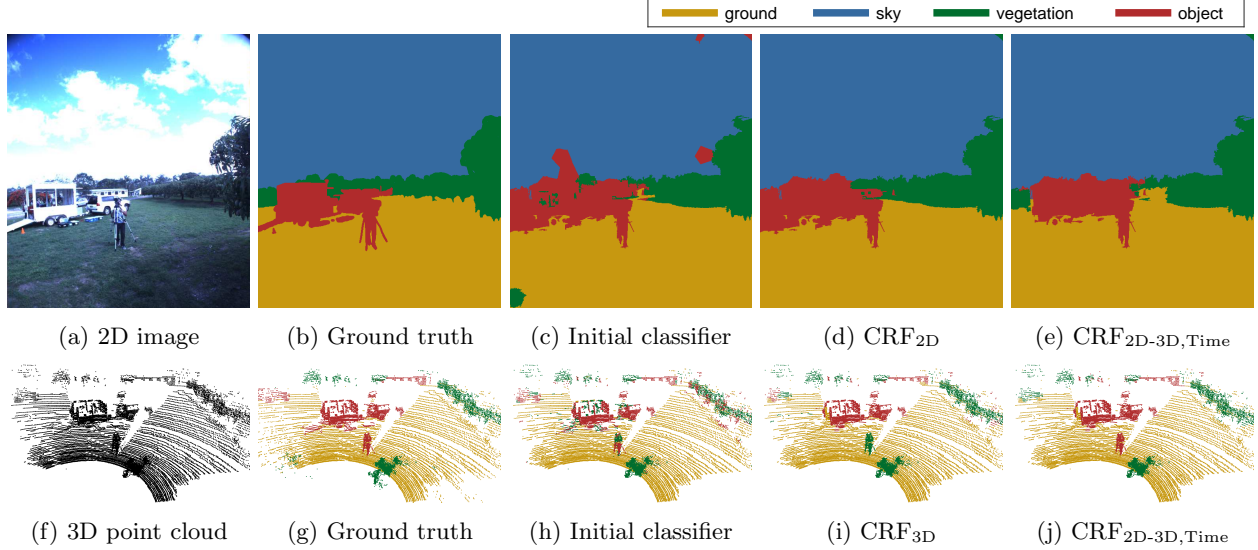 ground sky vegetation object
(a) 2D image (b) Ground truth (c) Initial classifier (d) CRF2D (e) CRF2D-3D,Time
(f) 3D point cloud (g) Ground truth (h) Initial classifier (i) CRF3D (j) CRF2D-3D,Time